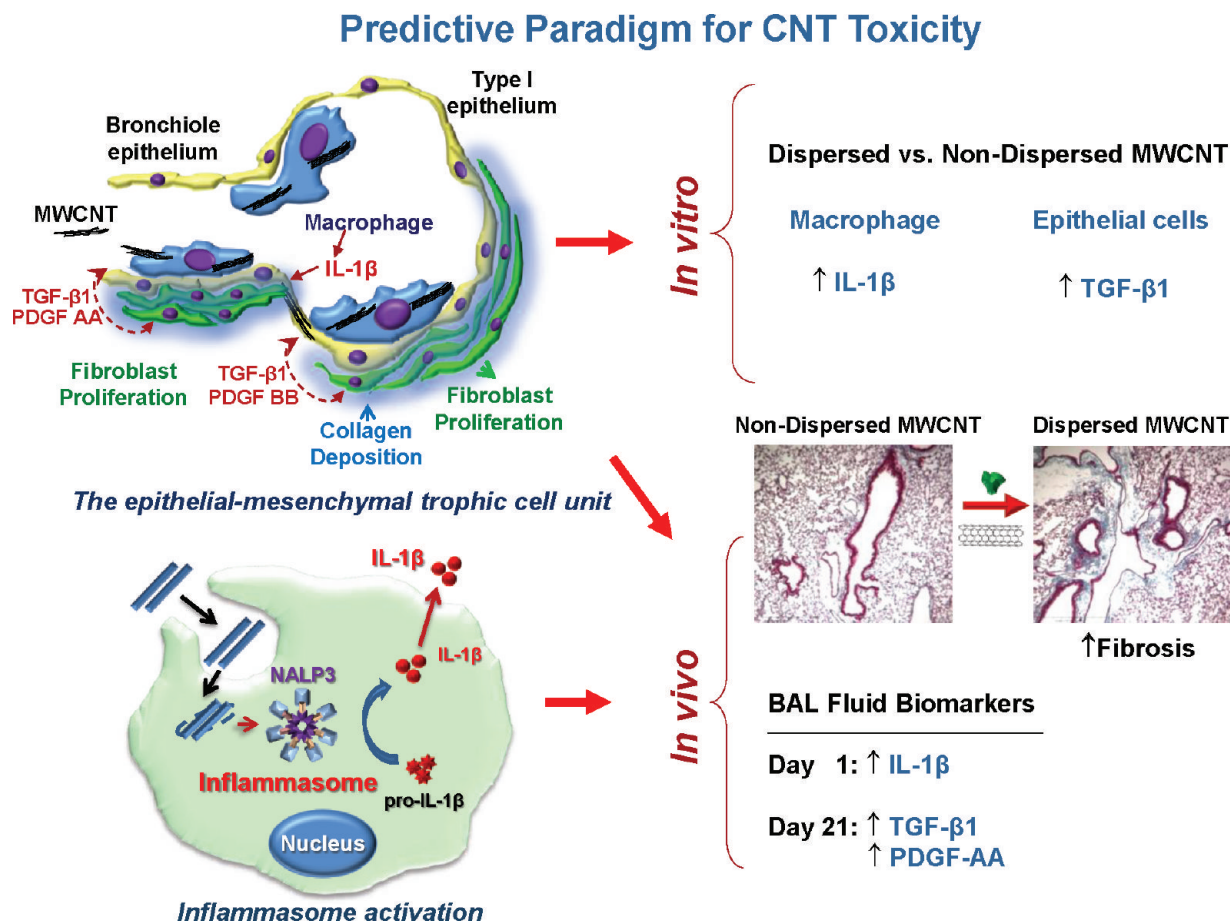 Predictive Paradigm for CNT Toxicity
Type I
epithelium
Bronchiole
epithelium
MWCNT
Macrophage
IL-1β
TGF-β1
PDGF AA
Fibroblast
Proliferation
TGF-β1
PDGF BB
Fibroblast
Proliferation
Collagen
Deposition
The epithelial-mesenchymal trophic cell unit
IL-1β
IL-1β
NALP3
Inflammasome
pro-IL-1β
Nucleus
Inflammasome activation
In vitro
Dispersed vs. Non-Dispersed MWCNT
Macrophage
Epithelial cells
↑ IL-1β
↑ TGF-β1
In vivo
Non-Dispersed MWCNT
Dispersed MWCNT
↑Fibrosis
BAL Fluid Biomarkers
Day 1: ↑ IL-1β
Day 21: ↑ TGF-β1
↑ PDGF-AA